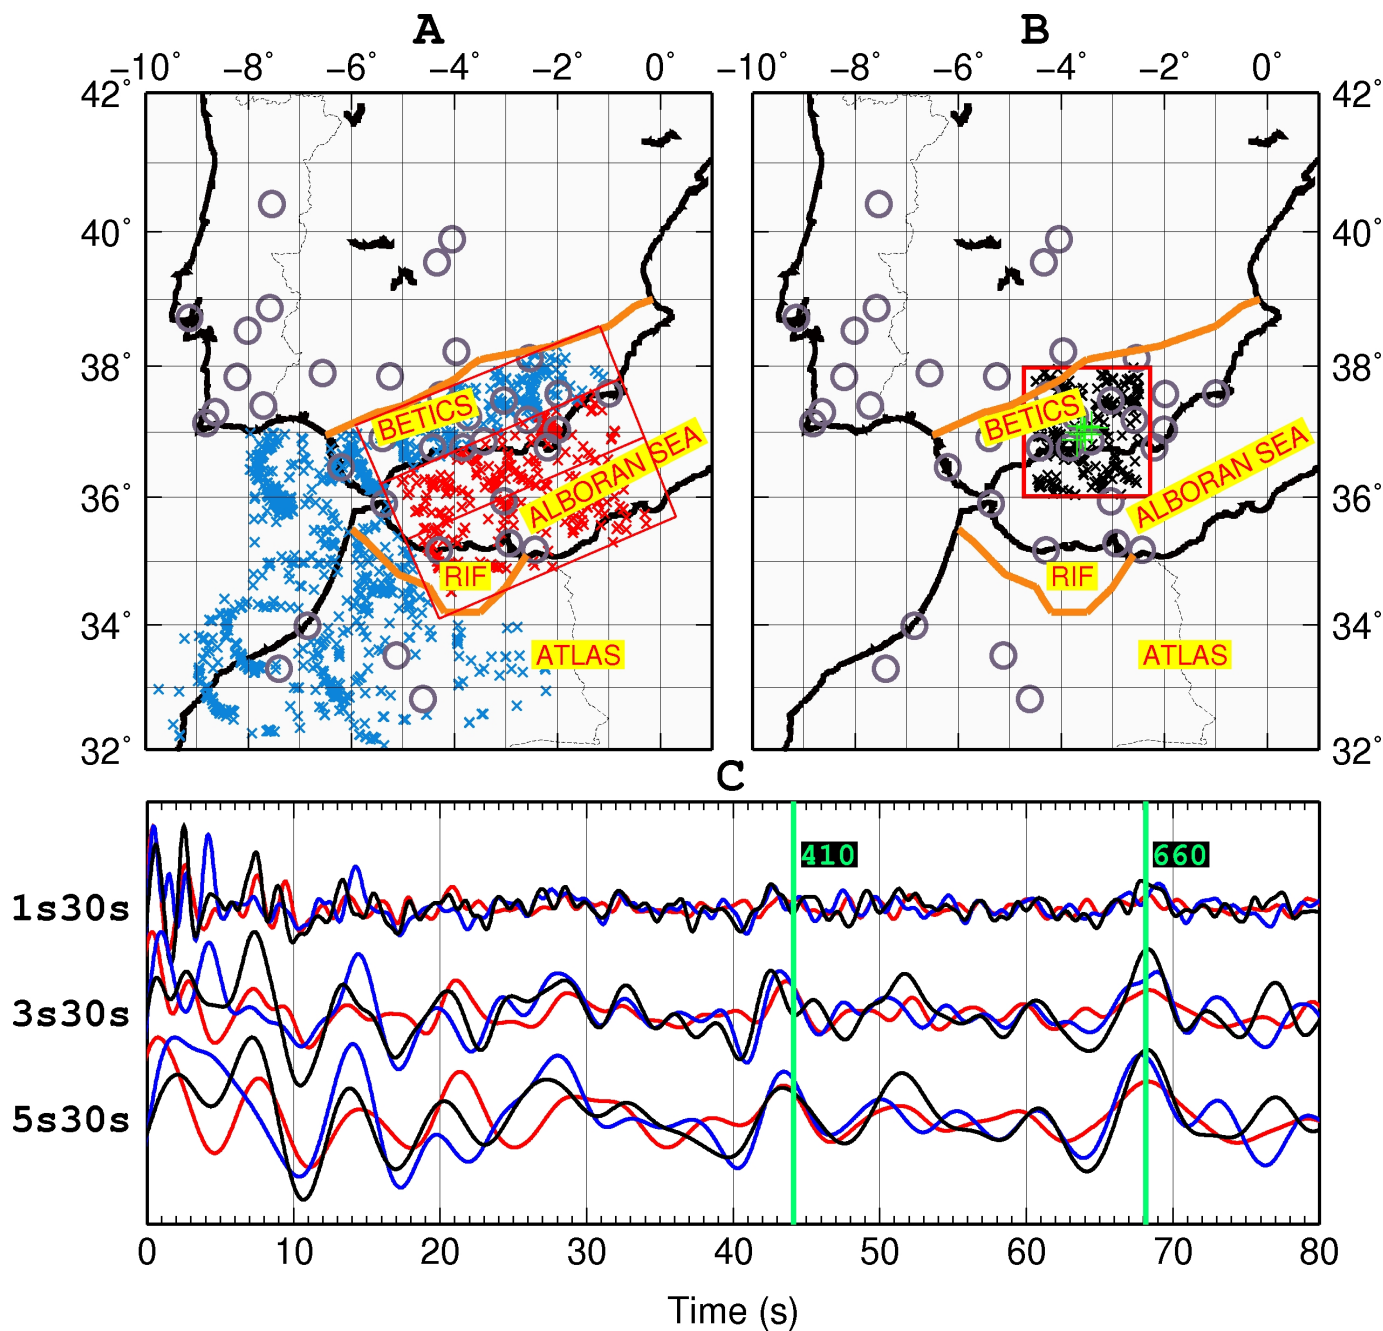 A
B
−10° −8° −6° −4° −2° 0°
−10° −8° −6° −4° −2° 0°
42°
42°
40°
40°
38°
38°
BETICS
BETICS
ALBORAN SEA
ALBORAN SEA
36°
36°
RIF
RIF
34°
34°
ATLAS
ATLAS
32°
32°
C
410
660
1s30s
3s30s
5s30s
0 10 20 30 40 50 60 70 80
Time (s)